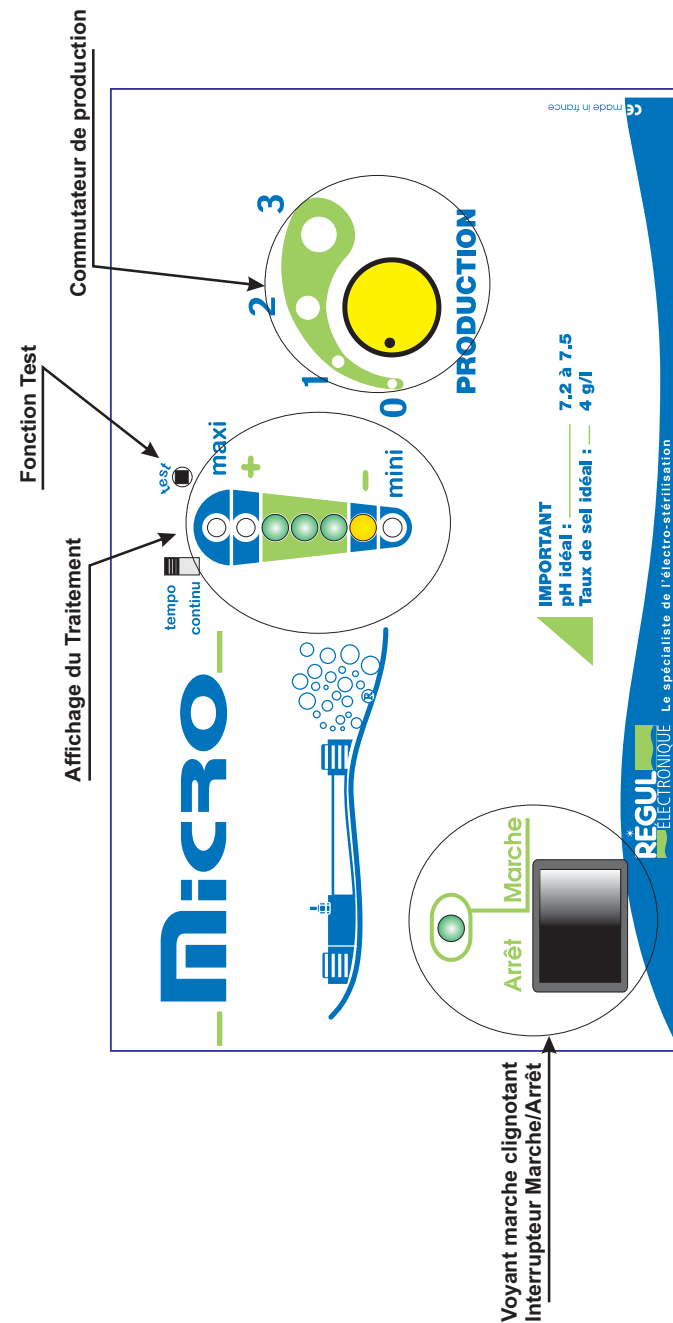 Fonction Test
Affichage du Traitement
Commutateur de production
Voyant marche clignotant
Interrupteur Marche/Arrêt
MICRO
tempo
continu
test
maxi
+
-
mini
0
1
2
3
PRODUCTION
®
Arrêt Marche
IMPORTANT
pH idéal : 7.2 à 7.5
Taux de sel idéal : 4 g/l
RÉGUL
ÉLECTRONIQUE Le spécialiste de l'électro-stérilisation
CE made in france